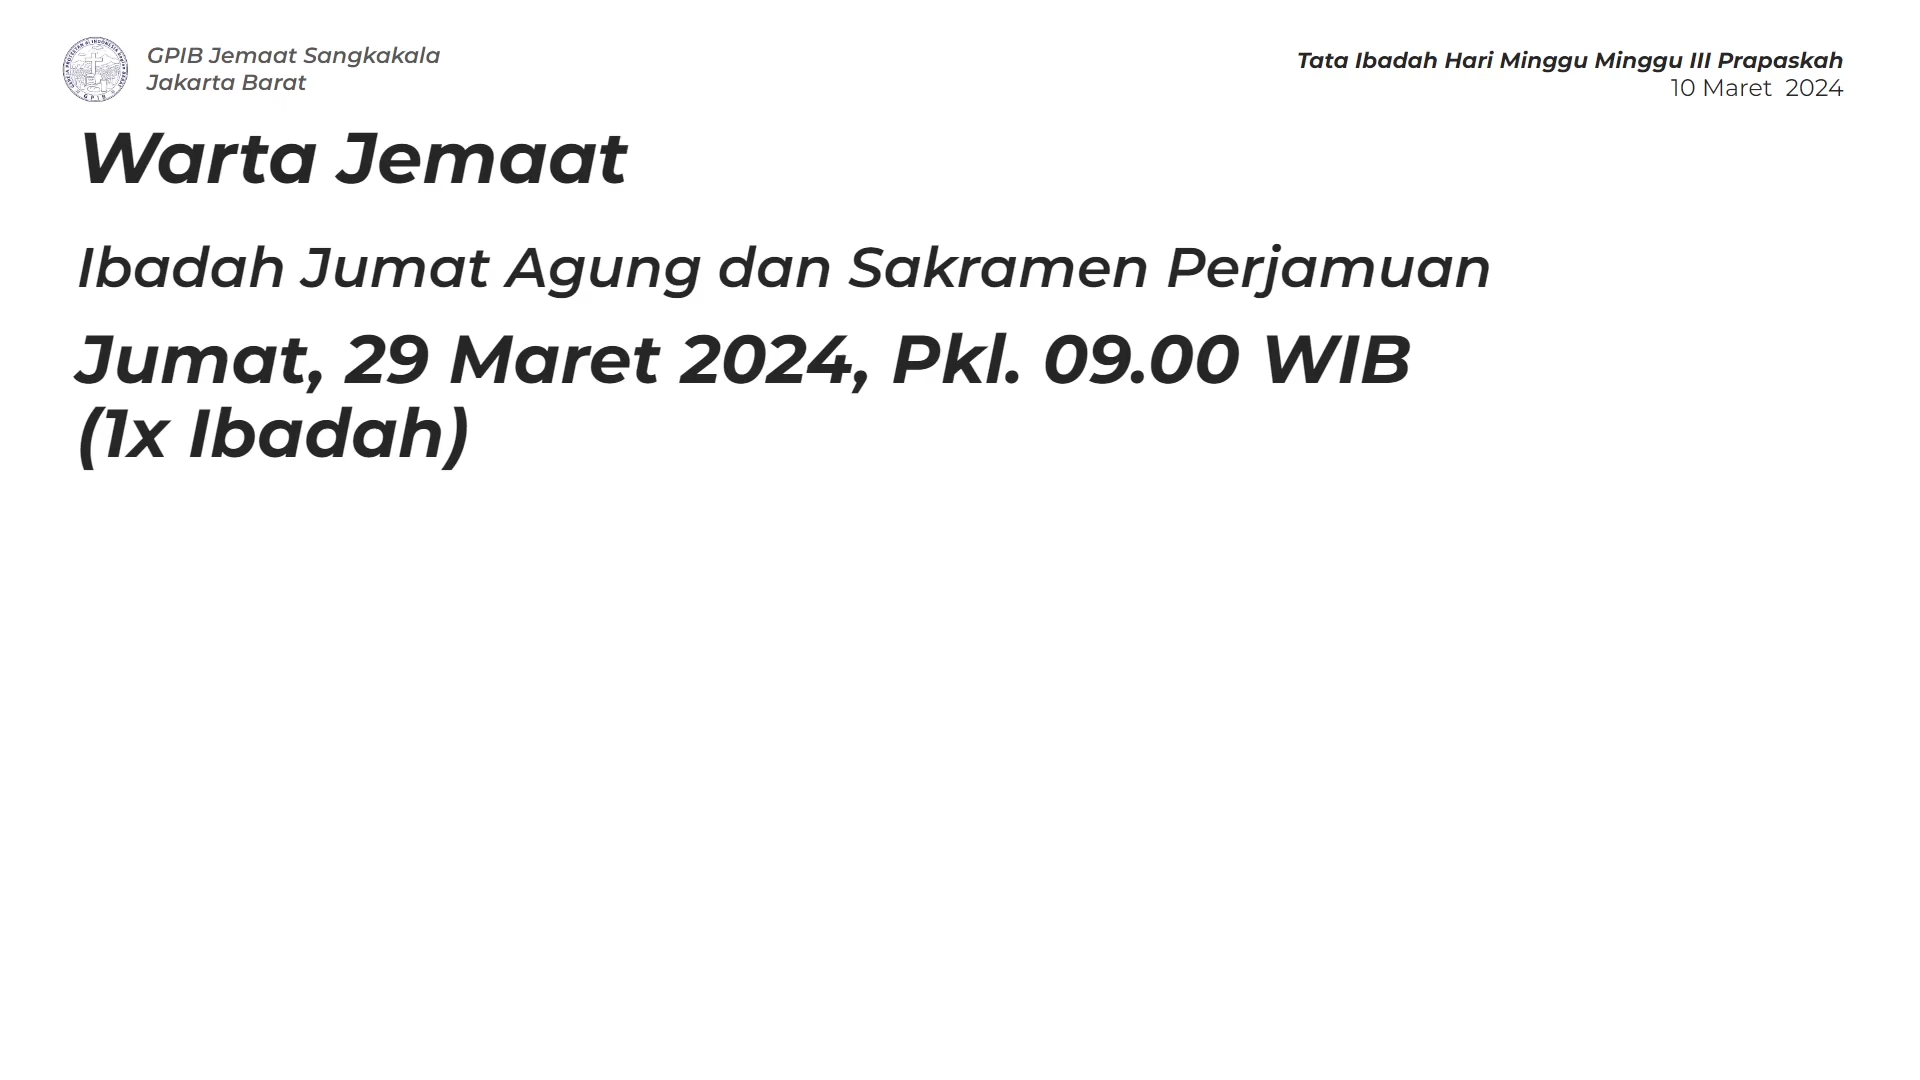 GPIB Jemaat Sangkakala
Jakarta Barat
Tata Ibadah Hari Minggu Minggu III Prapaskah
10 Maret  2024
Warta Jemaat
Ibadah Jumat Agung dan Sakramen Perjamuan
Jumat, 29 Maret 2024, Pkl. 09.00 WIB
(1x Ibadah)